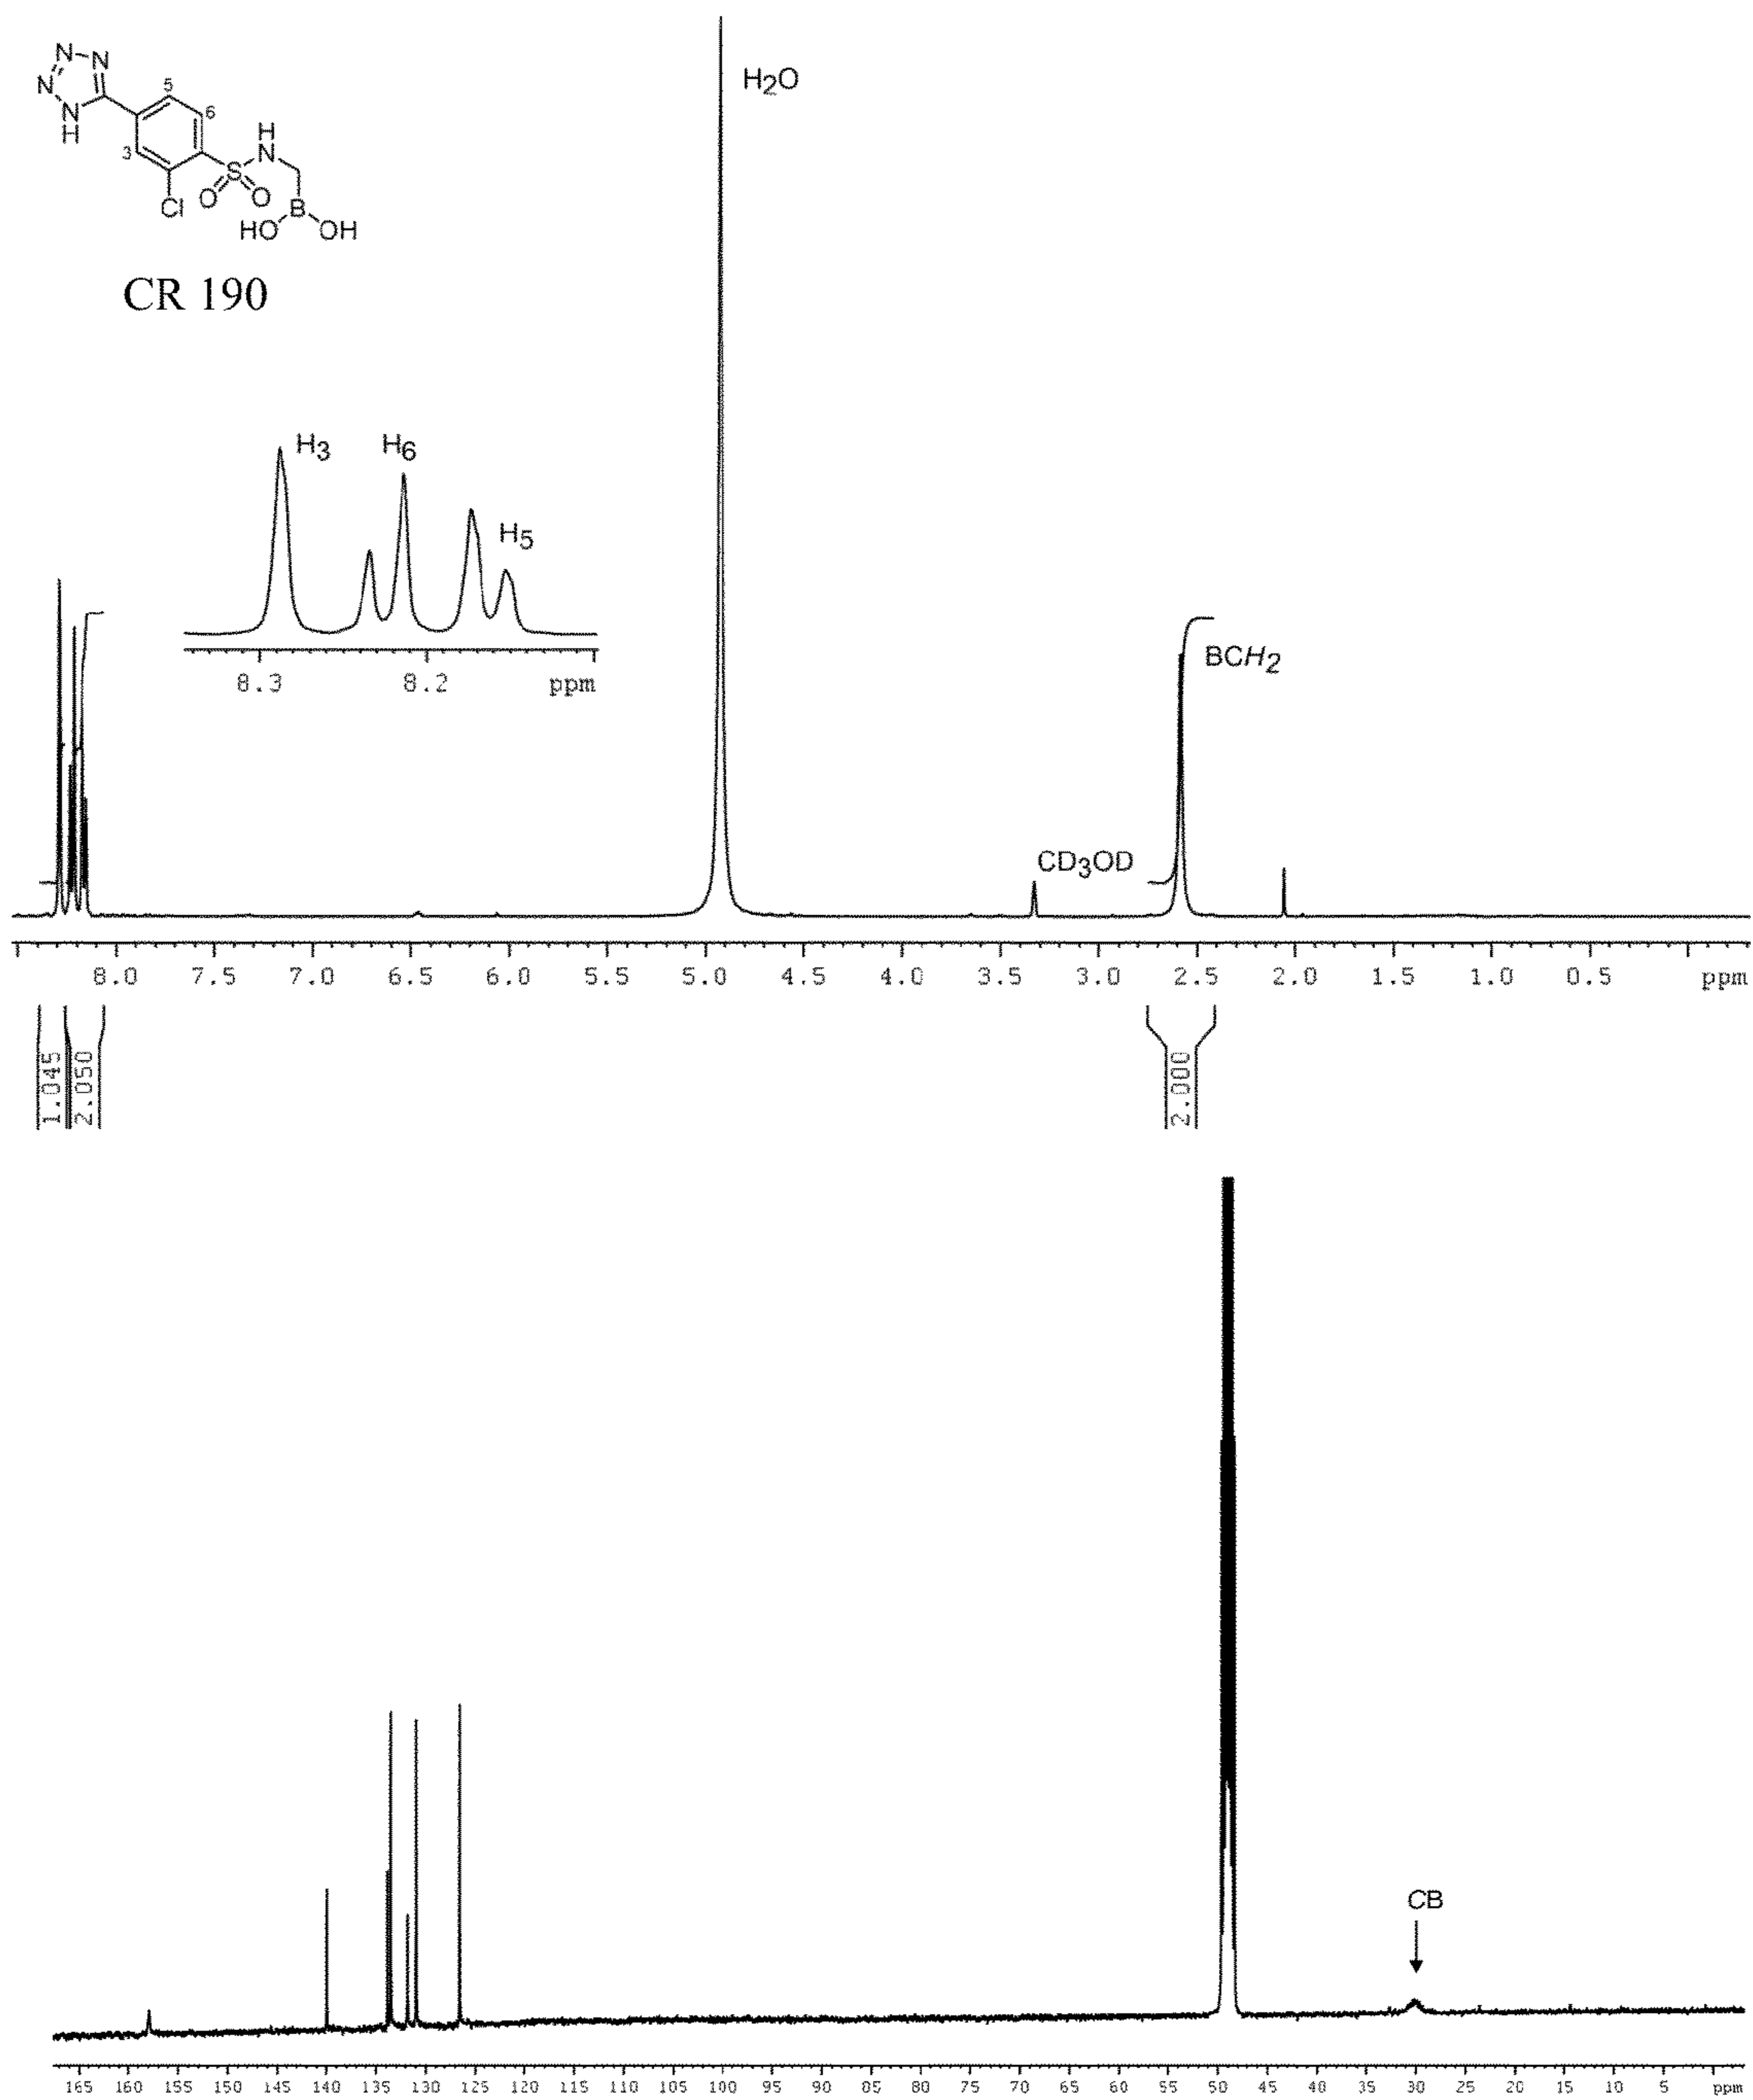 N N
N N
N
H
5
6
3
H
N
S
O O
Cl
B
HO OH
CR 190
H2O
H3 H6
H5
8.3 8.2 ppm
BCH2
CD3OD
8.0 7.5 7.0 6.5 6.0 5.5 5.0 4.5 4.0 3.5 3.0 2.5 2.0 1.5 1.0 0.5 ppm
1.045
2.050
2.000
CB
165 160 155 150 145 140 135 130 125 120 115 110 105 100 95 90 85 80 75 70 65 60 55 50 45 40 35 30 25 20 15 10 5 ppm